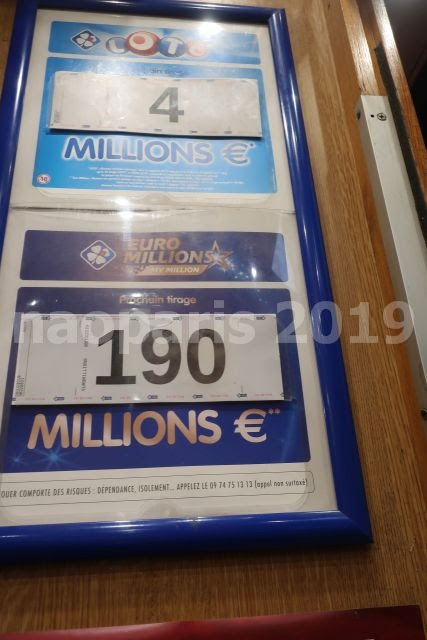 LOTO
4
MILLIONS €*
EURO
MILLIONS
MY MILLION
Prochain tirage
190
MILLIONS €**
OUER COMPORTE DES RISQUES : DÉPENDANCE, ISOLEMENT... APPELEZ LE 09 74 75 13 13 (appel non surtaxé)
naoparis 2019